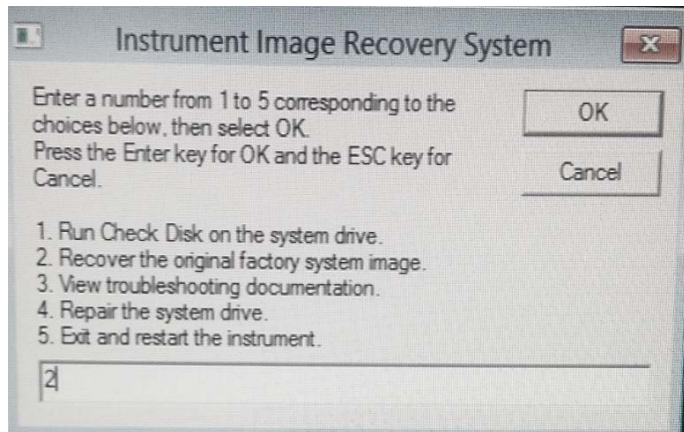 Instrument Image Recovery System
Enter a number from 1 to 5 corresponding to the
choices below, then select OK.
Press the Enter key for OK and the ESC key for
Cancel.
OK
Cancel
1. Run Check Disk on the system drive.
2. Recover the original factory system image.
3. View troubleshooting documentation.
4. Repair the system drive.
5. Exit and restart the instrument.
2